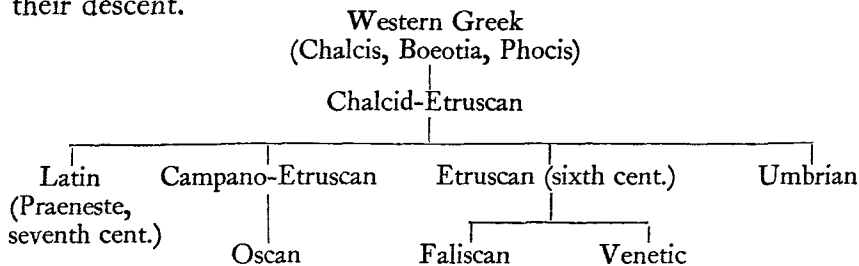 their descent.
Western Greek
(Chalcis, Boeotia, Phocis)
Chalcid-Etruscan
Latin Campano-Etruscan Etruscan (sixth cent.) Umbrian
(Praeneste,
seventh cent.)
Oscan Faliscan Venetic